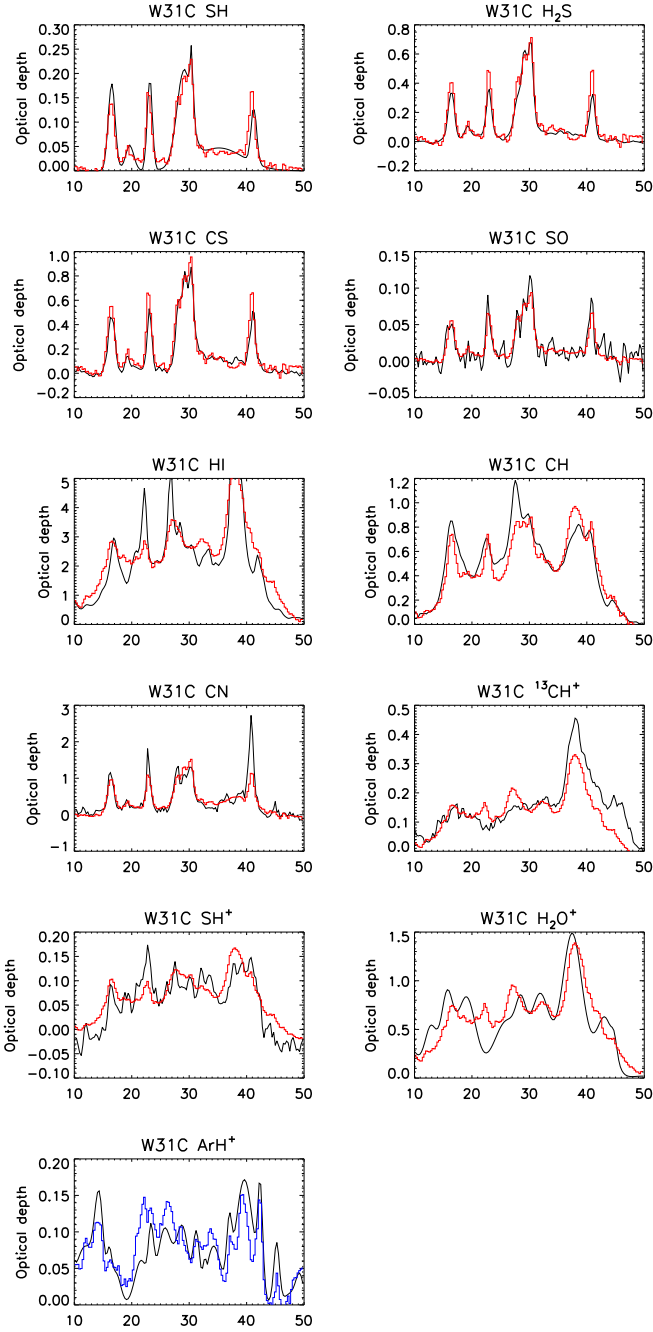 W31C SH
W31C H₂S
Optical depth
0.30
0.25
0.20
0.15
0.10
0.05
0.00
10 20 30 40 50
Optical depth
0.8
0.6
0.4
0.2
0.0
−0.2
10 20 30 40 50
W31C CS
W31C SO
Optical depth
1.0
0.8
0.6
0.4
0.2
0.0
−0.2
10 20 30 40 50
Optical depth
0.15
0.10
0.05
0.00
−0.05
10 20 30 40 50
W31C HI
W31C CH
Optical depth
5
4
3
2
1
0
10 20 30 40 50
Optical depth
1.2
1.0
0.8
0.6
0.4
0.2
0.0
10 20 30 40 50
W31C CN
W31C ¹³CH⁺
Optical depth
3
2
1
0
−1
10 20 30 40 50
Optical depth
0.5
0.4
0.3
0.2
0.1
0.0
10 20 30 40 50
W31C SH⁺
W31C H₂O⁺
Optical depth
0.20
0.15
0.10
0.05
0.00
−0.05
−0.10
10 20 30 40 50
Optical depth
1.5
1.0
0.5
0.0
10 20 30 40 50
W31C ArH⁺
Optical depth
0.20
0.15
0.10
0.05
0.00
10 20 30 40 50